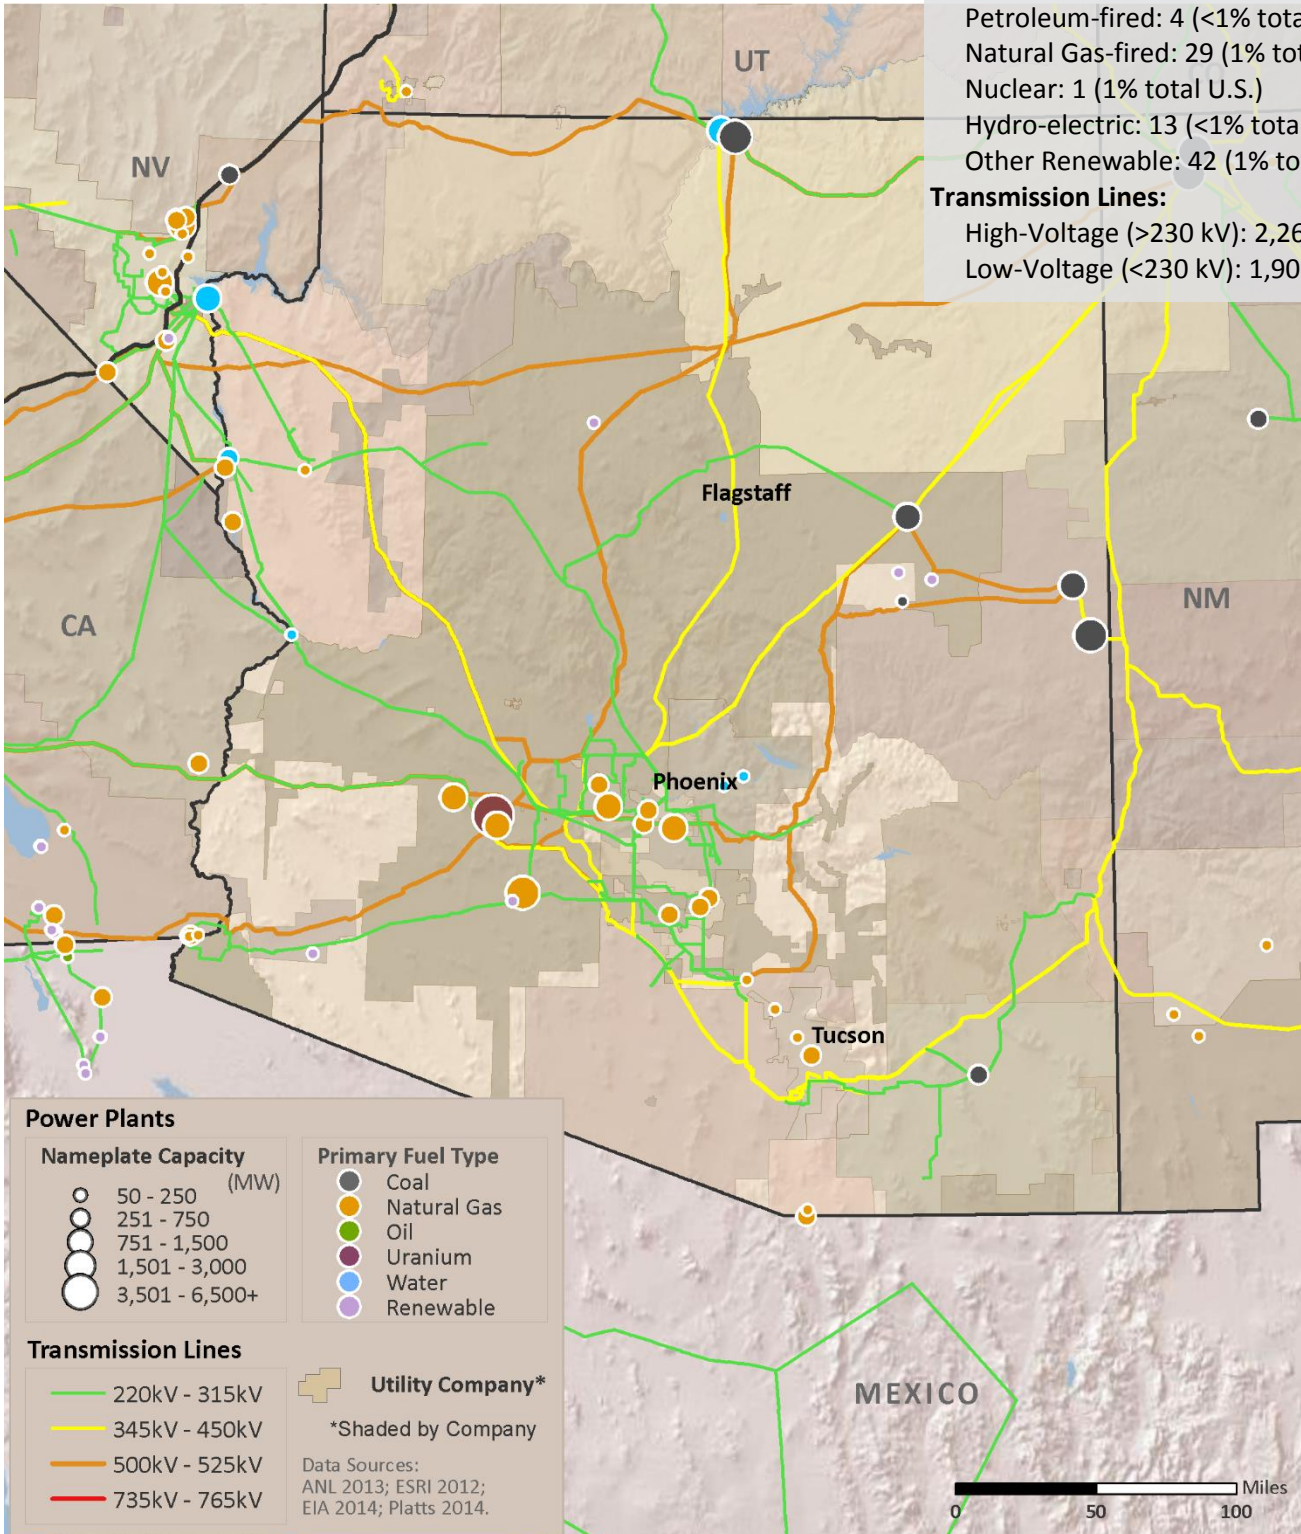 Petroleum-fired: 4 (<1% tota
Natural Gas-fired: 29 (1% tot
Nuclear: 1 (1% total U.S.)
Hydro-electric: 13 (<1% tota
Other Renewable: 42 (1% to
Transmission Lines:
High-Voltage (>230 kV): 2,26
Low-Voltage (<230 kV): 1,90
UT
NV
Flagstaff
CA
NM
Phoenix
Tucson
MEXICO
Power Plants
Nameplate Capacity
(MW)
50 - 250
251 - 750
751 - 1,500
1,501 - 3,000
3,501 - 6,500+
Primary Fuel Type
Coal
Natural Gas
Oil
Uranium
Water
Renewable
Transmission Lines
220kV - 315kV
345kV - 450kV
500kV - 525kV
735kV - 765kV
Utility Company*
*Shaded by Company
Data Sources:
ANL 2013; ESRI 2012;
EIA 2014; Platts 2014.
Miles
0 50 100